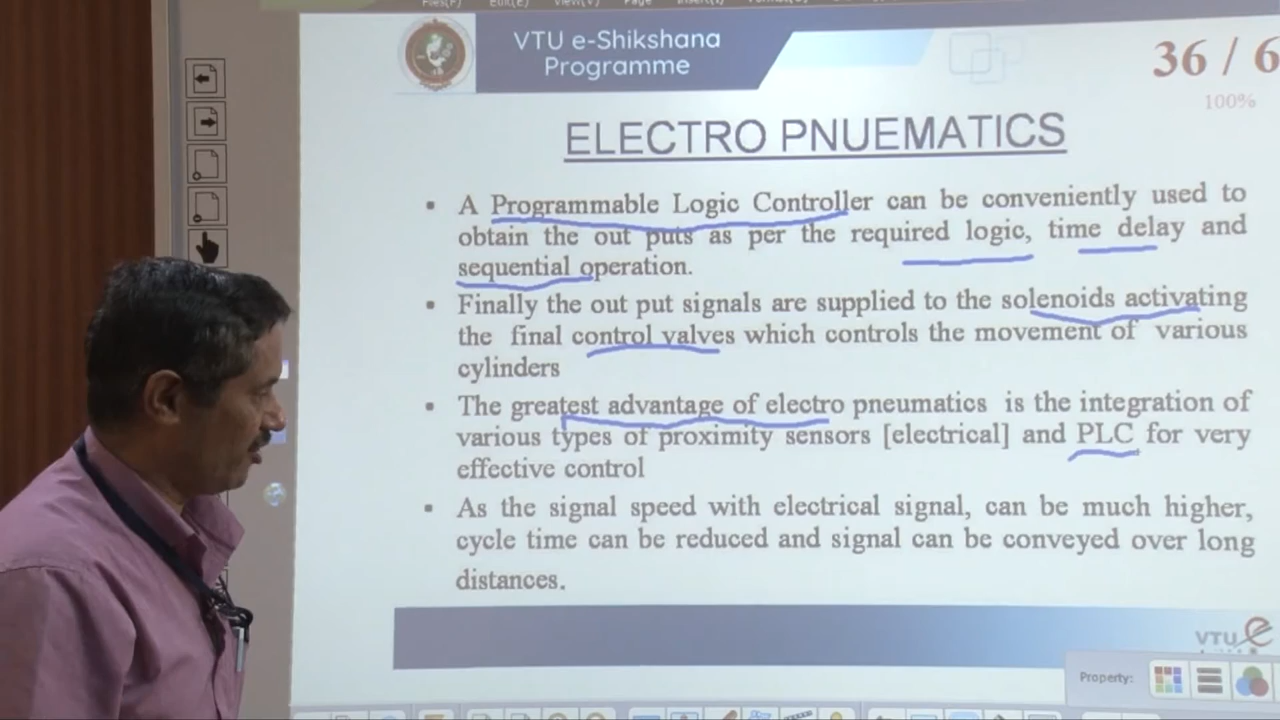 VTU e-Shikshana
Programme
36 / 6
100%
ELECTRO PNUEMATICS
▪ A Programmable Logic Controller can be conveniently used to
obtain the out puts as per the required logic, time delay and
sequential operation.
▪ Finally the out put signals are supplied to the solenoids activating
the final control valves which controls the movement of various
cylinders
▪ The greatest advantage of electro pneumatics is the integration of
various types of proximity sensors [electrical] and PLC for very
effective control
▪ As the signal speed with electrical signal, can be much higher,
cycle time can be reduced and signal can be conveyed over long
distances.
VTU e
Property: